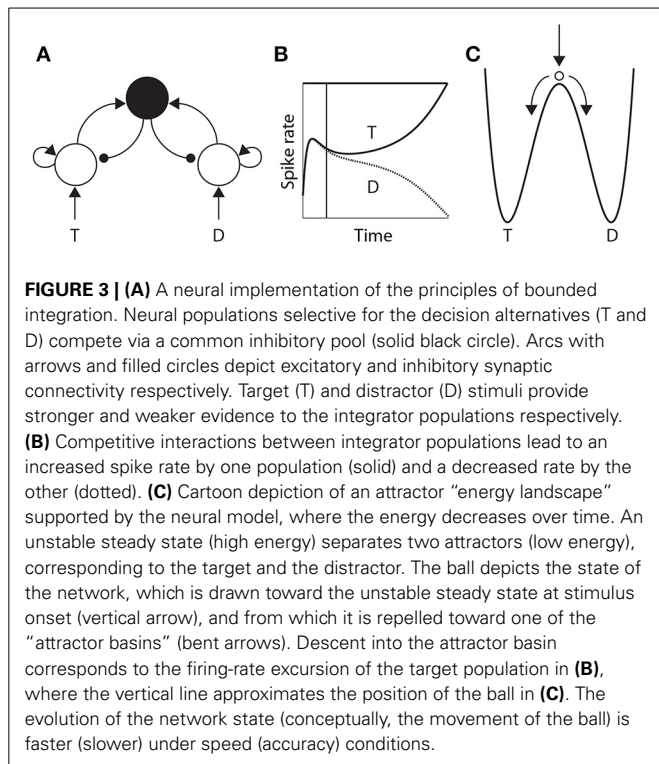 A
B
C
T
D
Spike rate
T
D
Time
T
D
FIGURE 3 | (A) A neural implementation of the principles of bounded
integration. Neural populations selective for the decision alternatives (T and
D) compete via a common inhibitory pool (solid black circle). Arcs with
arrows and filled circles depict excitatory and inhibitory synaptic
connectivity respectively. Target (T) and distractor (D) stimuli provide
stronger and weaker evidence to the integrator populations respectively.
(B) Competitive interactions between integrator populations lead to an
increased spike rate by one population (solid) and a decreased rate by the
other (dotted). (C) Cartoon depiction of an attractor “energy landscape”
supported by the neural model, where the energy decreases over time. An
unstable steady state (high energy) separates two attractors (low energy),
corresponding to the target and the distractor. The ball depicts the state of
the network, which is drawn toward the unstable steady state at stimulus
onset (vertical arrow), and from which it is repelled toward one of the
“attractor basins” (bent arrows). Descent into the attractor basin
corresponds to the firing-rate excursion of the target population in (B),
where the vertical line approximates the position of the ball in (C). The
evolution of the network state (conceptually, the movement of the ball) is
faster (slower) under speed (accuracy) conditions.